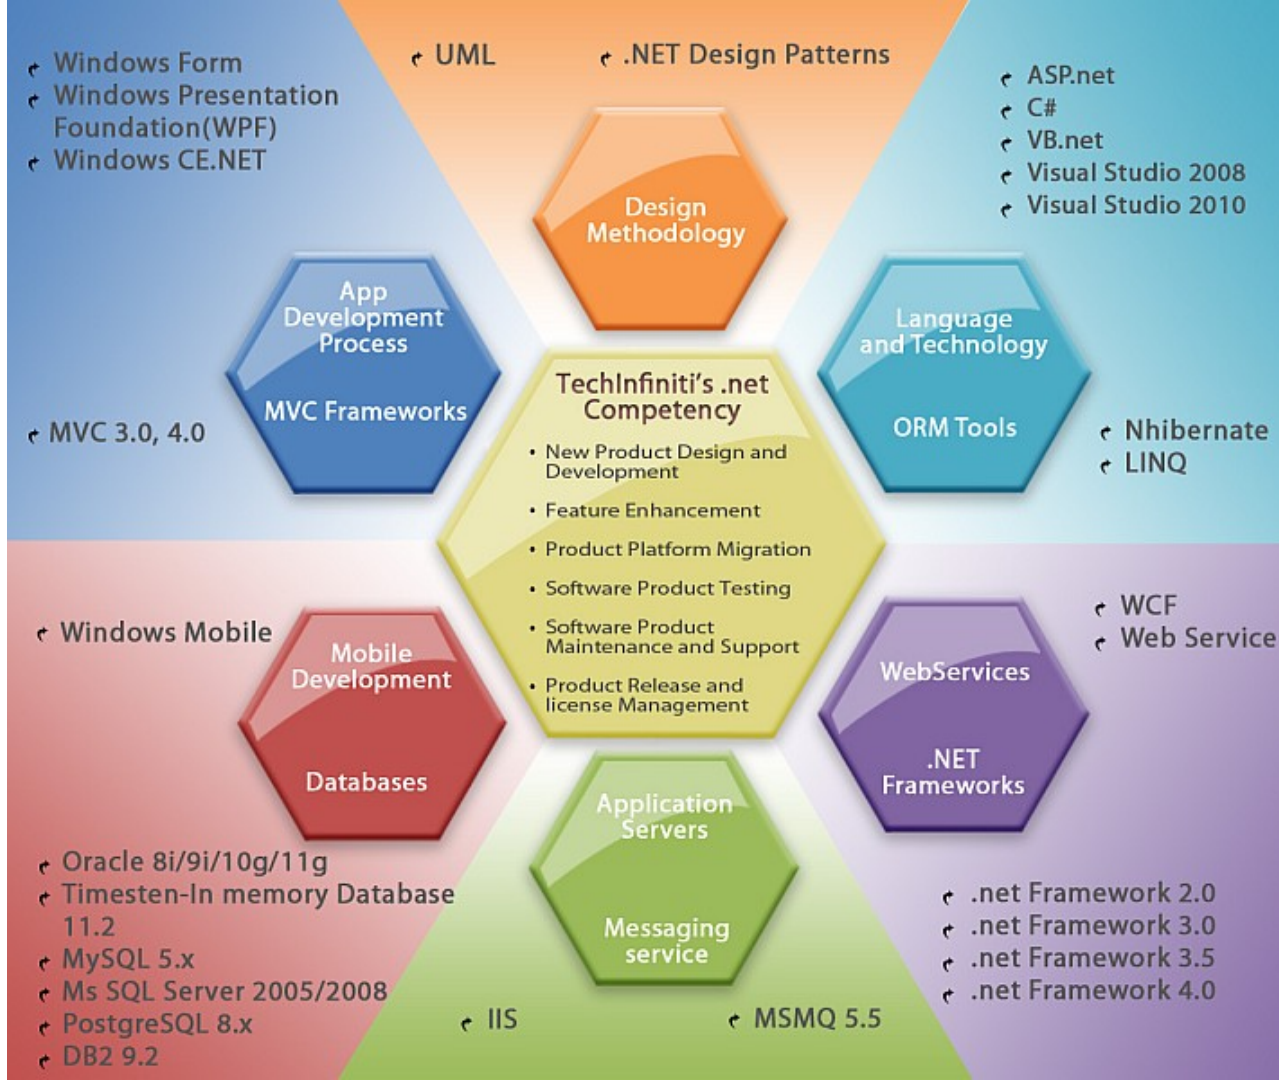 UML
.NET Design Patterns
Design
Methodology
Windows Form
Windows Presentation
Foundation(WPF)
Windows CE.NET
App
Development
Process
MVC Frameworks
MVC 3.0, 4.0
ASP.net
C#
VB.net
Visual Studio 2008
Visual Studio 2010
Language
and Technology
ORM Tools
Nhibernate
LINQ
TechInfiniti's .net
Competency
• New Product Design and
Development
• Feature Enhancement
• Product Platform Migration
• Software Product Testing
• Software Product
Maintenance and Support
• Product Release and
license Management
Windows Mobile
Mobile
Development
Databases
Oracle 8i/9i/10g/11g
Timesten-In memory Database
11.2
MySQL 5.x
Ms SQL Server 2005/2008
PostgreSQL 8.x
DB2 9.2
WCF
Web Service
WebServices
.NET
Frameworks
.net Framework 2.0
.net Framework 3.0
.net Framework 3.5
.net Framework 4.0
Application
Servers
Messaging
service
IIS
MSMQ 5.5